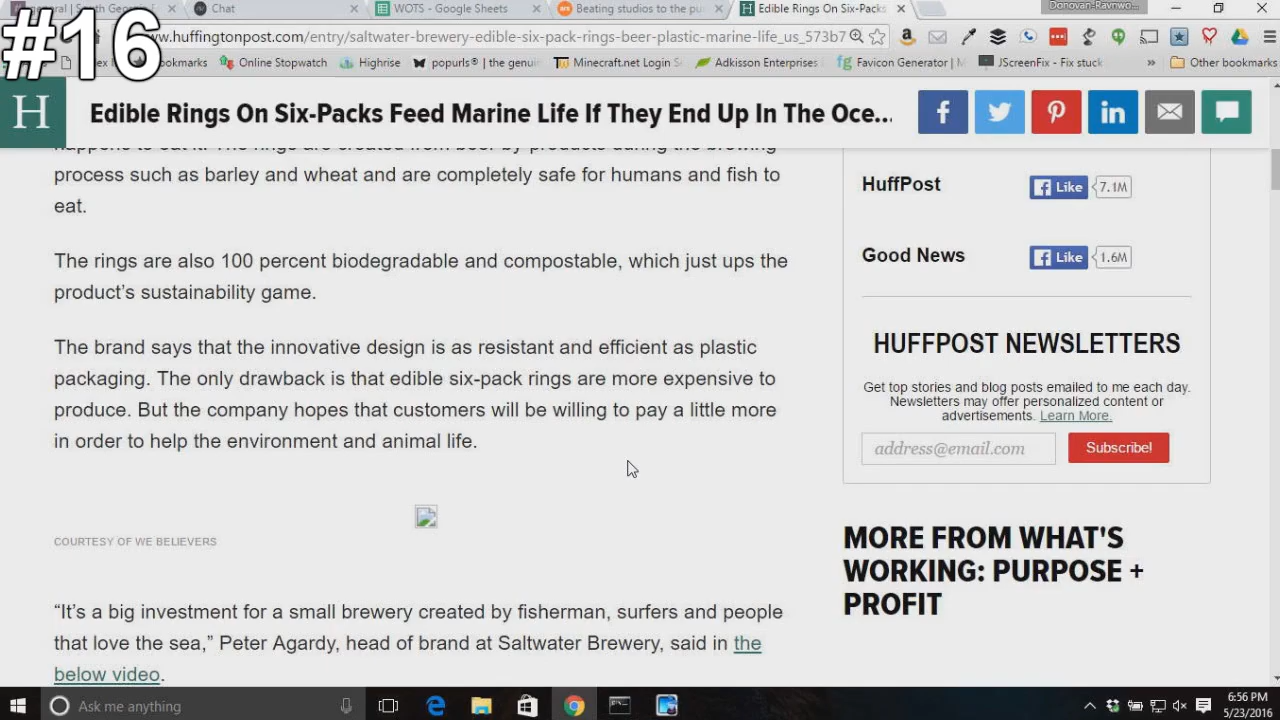 #16
general | South Georgia
Chat
WOTS - Google Sheets
Beating studios to the pu
Edible Rings On Six-Packs
www.huffingtonpost.com/entry/saltwater-brewery-edible-six-pack-rings-beer-plastic-marine-life_us_573b7
Online Stopwatch
Highrise
popurls® | the genui
Minecraft.net Login S
Adkisson Enterprises
Favicon Generator |
JScreenFix - Fix stuck
»
Other bookmarks
H
Edible Rings On Six-Packs Feed Marine Life If They End Up In The Oce...
happens to eat it. The rings are created from beer by-products during the brewing
process such as barley and wheat and are completely safe for humans and fish to
eat.
The rings are also 100 percent biodegradable and compostable, which just ups the
product's sustainability game.
The brand says that the innovative design is as resistant and efficient as plastic
packaging. The only drawback is that edible six-pack rings are more expensive to
produce. But the company hopes that customers will be willing to pay a little more
in order to help the environment and animal life.
COURTESY OF WE BELIEVERS
“It's a big investment for a small brewery created by fisherman, surfers and people
that love the sea,” Peter Agardy, head of brand at Saltwater Brewery, said in the
below video.
HuffPost
Like
7.1M
Good News
Like
1.6M
HUFFPOST NEWSLETTERS
Get top stories and blog posts emailed to me each day.
Newsletters may offer personalized content or
advertisements. Learn More.
address@email.com
Subscribe!
MORE FROM WHAT'S
WORKING: PURPOSE +
PROFIT
Ask me anything
6:56 PM
5/23/2016